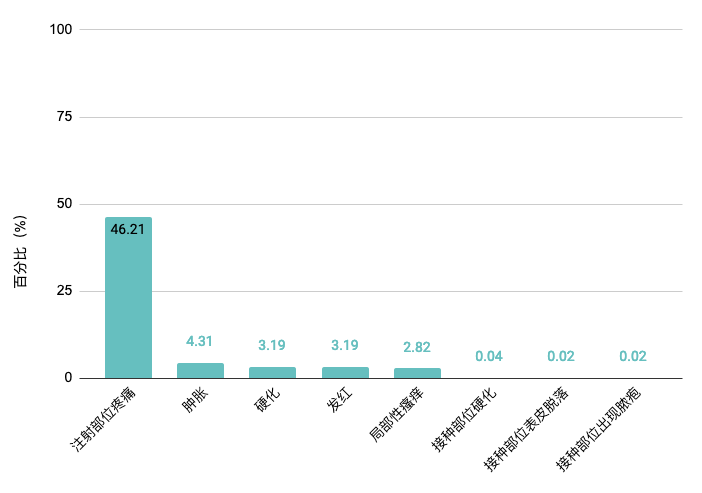 100
75
50
25
0
百分比（%）
46.21
4.31
3.19
3.19
2.82
0.04
0.02
0.02
注射部位疼痛
肿胀
硬化
发红
局部性瘙痒
接种部位硬化
接种部位表皮脱落
接种部位出现脓疱